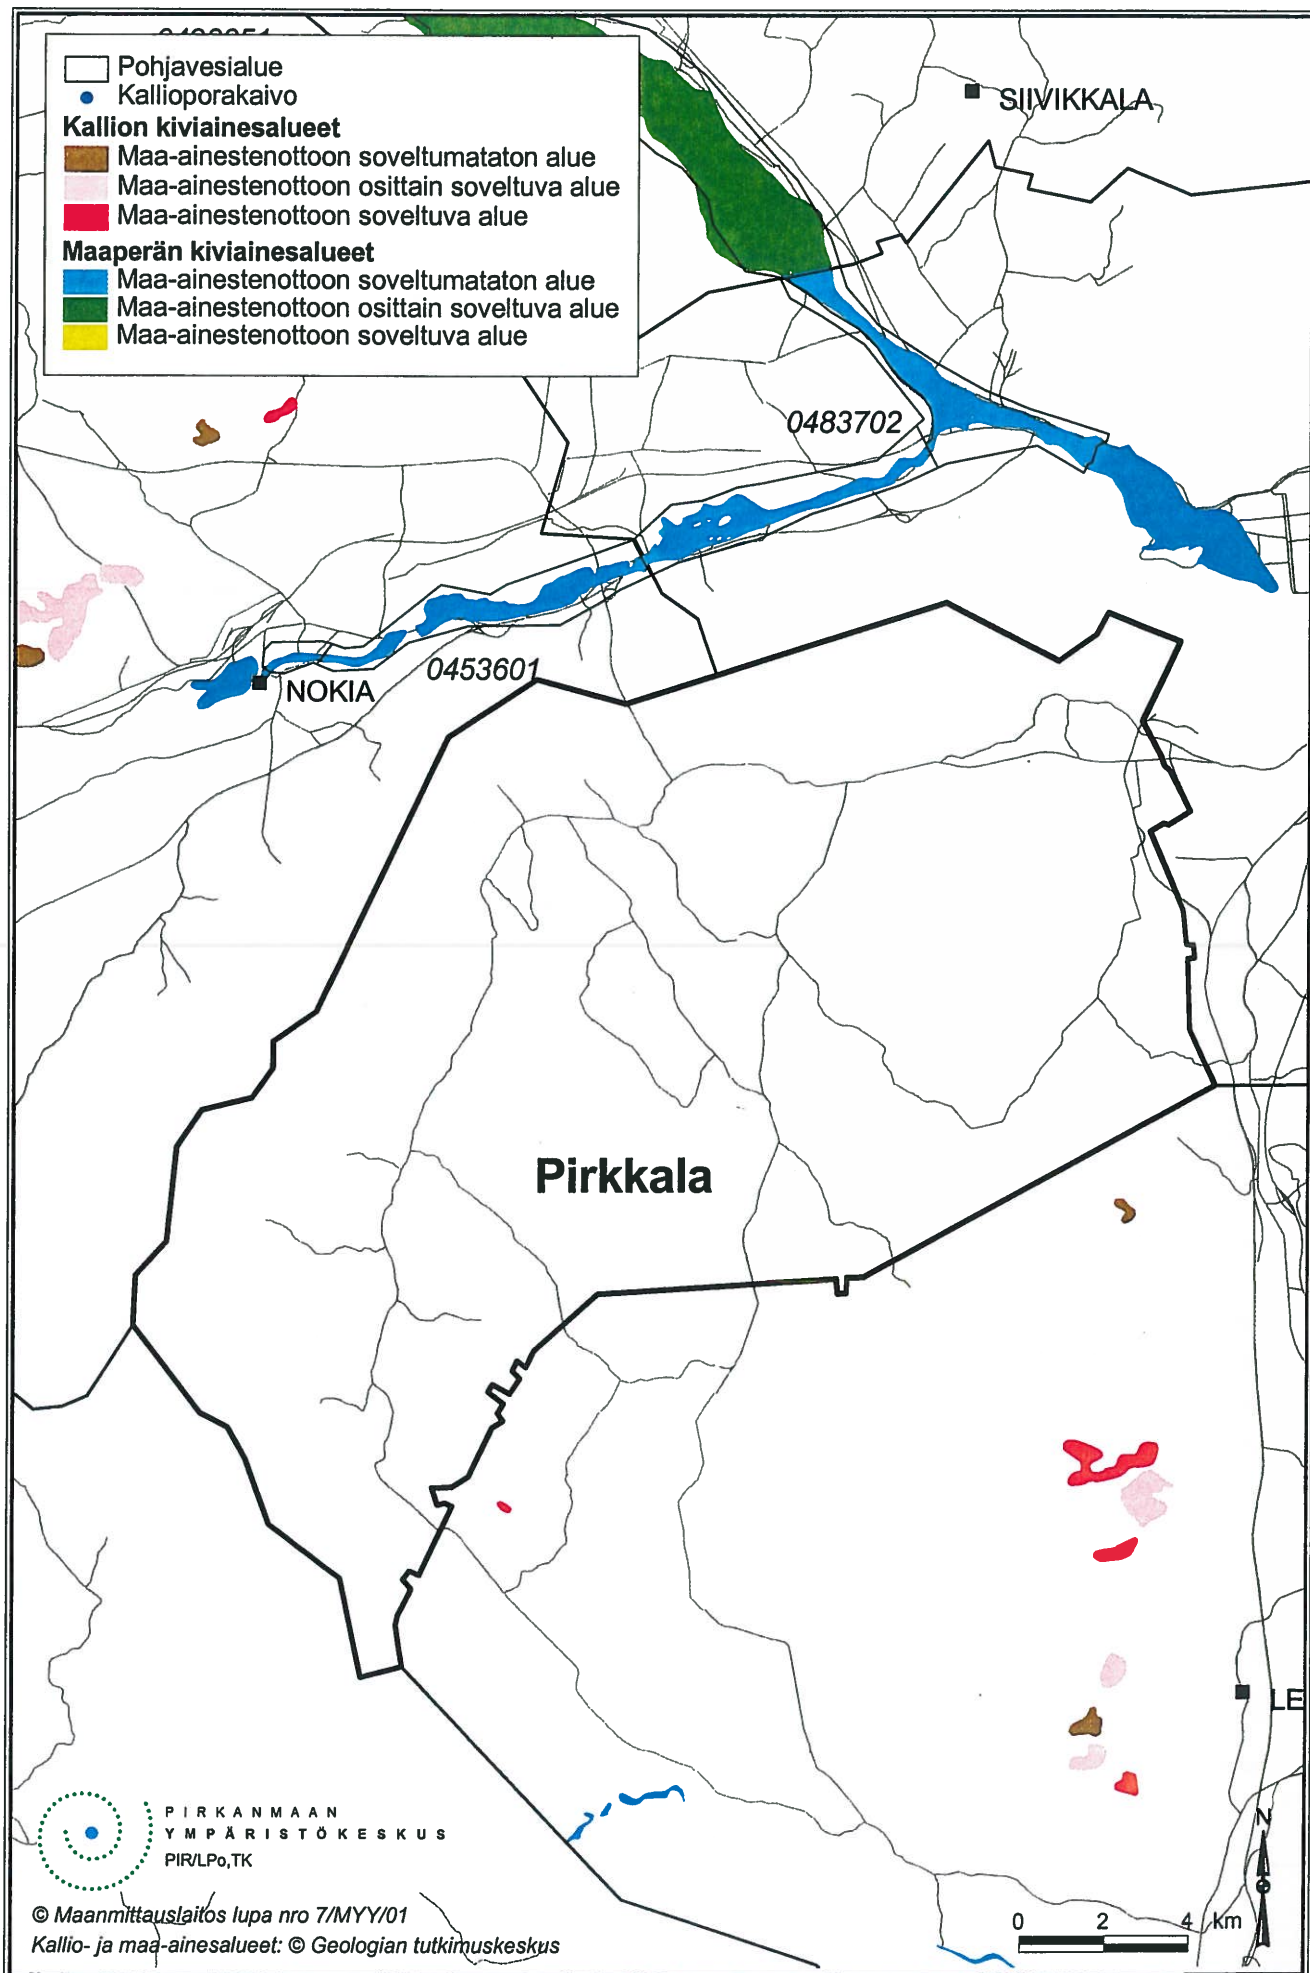 Pohjavesialue
Kallioporakaivo
Kallion kiviainesalueet
Maa-ainestenottoon soveltumataton alue
Maa-ainestenottoon osittain soveltuva alue
Maa-ainestenottoon soveltuva alue
Maaperän kiviainesalueet
Maa-ainestenottoon soveltumataton alue
Maa-ainestenottoon osittain soveltuva alue
Maa-ainestenottoon soveltuva alue
SIIVIKKALA
0483702
0453601
NOKIA
Pirkkala
LE
PIRKANMAAN
YMPÄRISTÖKESKUS
PIR/LPo,TK
© Maanmittauslaitos lupa nro 7/MYY/01
Kallio- ja maa-ainesalueet: © Geologian tutkimuskeskus
N
0 2 4 km